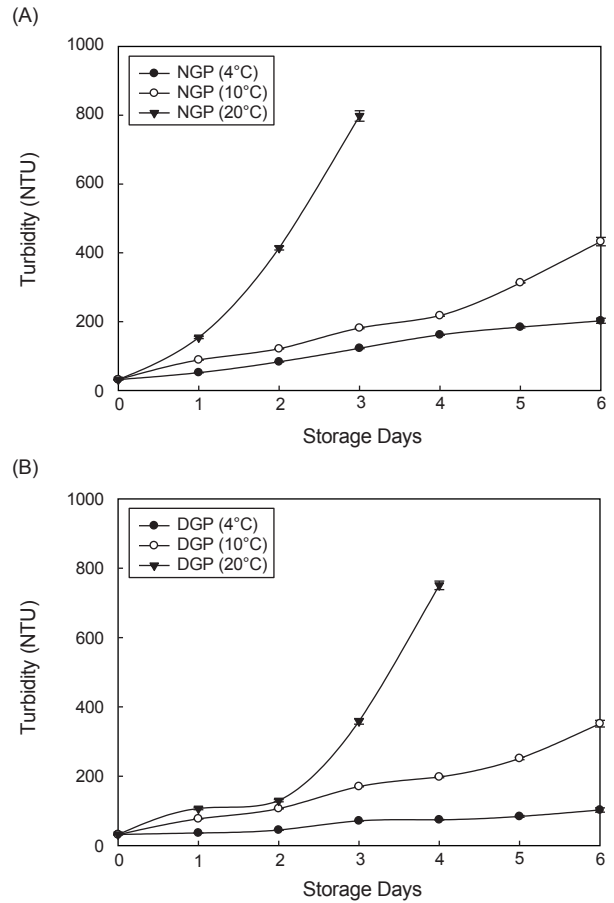 (A)
1000
800
600
400
200
0
Turbidity (NTU)
NGP (4°C)
NGP (10°C)
NGP (20°C)
0 1 2 3 4 5 6
Storage Days
(B)
1000
800
600
400
200
0
Turbidity (NTU)
DGP (4°C)
DGP (10°C)
DGP (20°C)
0 1 2 3 4 5 6
Storage Days